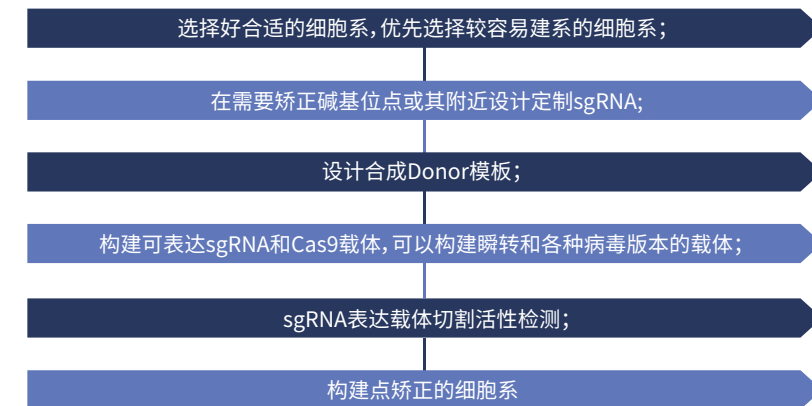 选择好合适的细胞系，优先选择较容易建系的细胞系；
在需要矫正碱基位点或其附近设计定制sgRNA;
设计合成Donor模板；
构建可表达sgRNA和Cas9载体，可以构建瞬转和各种病毒版本的载体；
sgRNA表达载体切割活性检测；
构建点矫正的细胞系